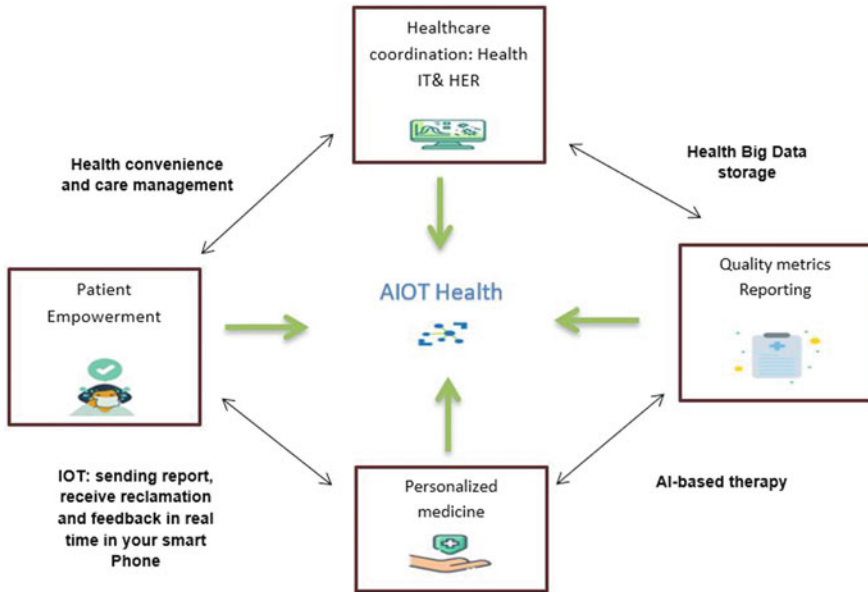 Healthcare
coordination: Health
IT& HER
Health convenience
and care management
Health Big Data
storage
Patient
Empowerment
AIOT Health
Quality metrics
Reporting
IOT: sending report,
receive reclamation
and feedback in real
time in your smart
Phone
Personalized
medicine
AI-based therapy